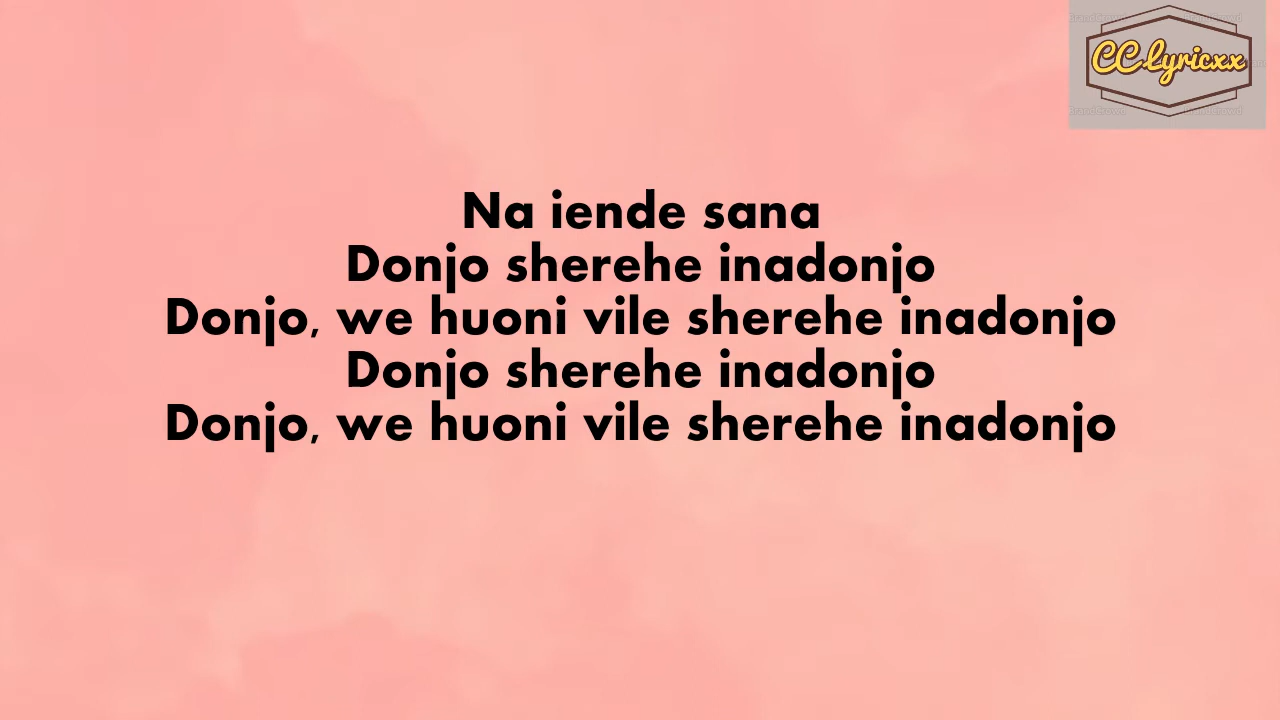 CC Lyricxx
Na iende sana
Donjo sherehe inadonjo
Donjo, we huoni vile sherehe inadonjo
Donjo sherehe inadonjo
Donjo, we huoni vile sherehe inadonjo